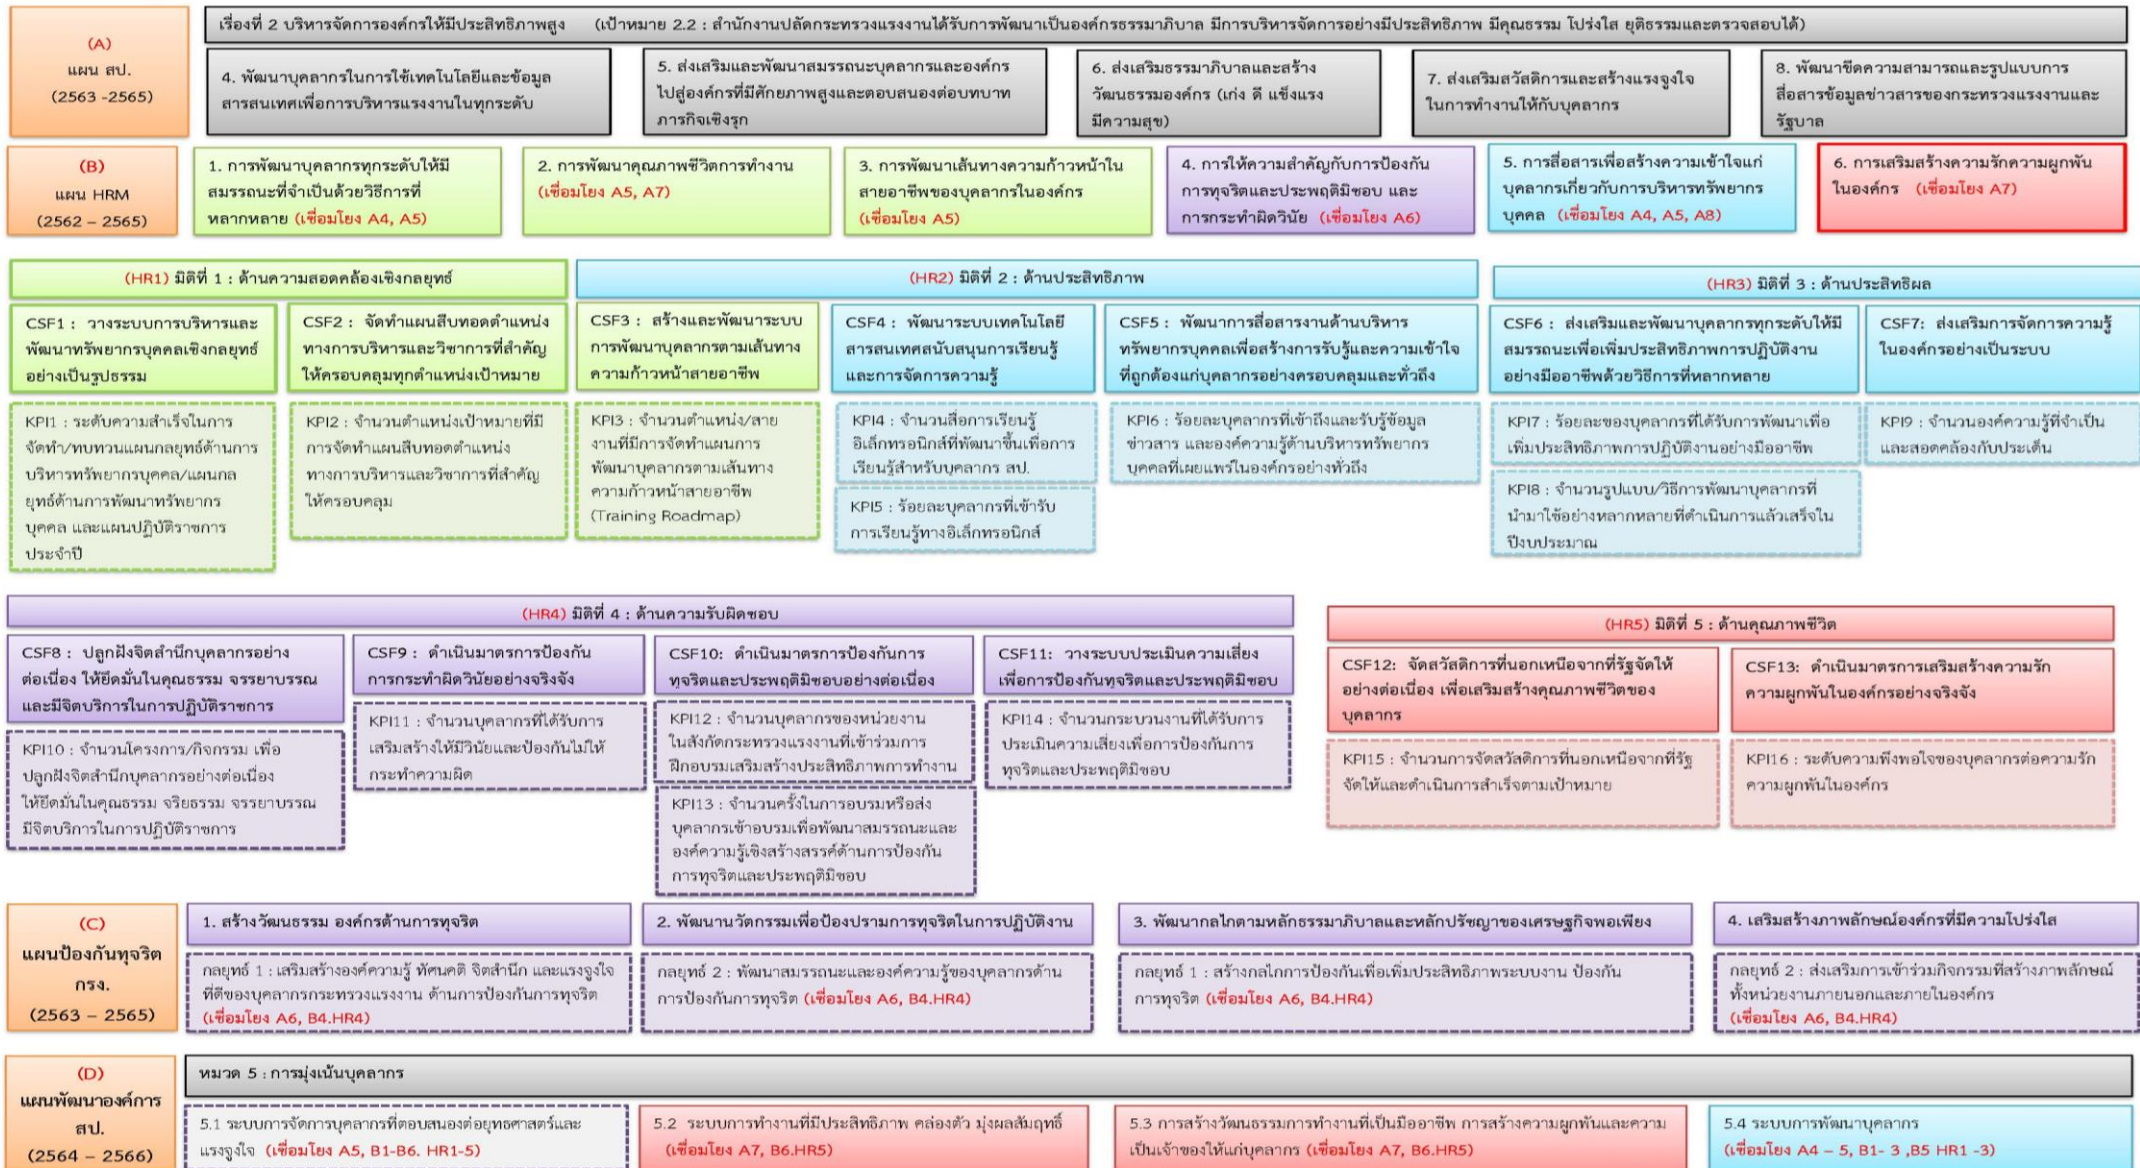 (A)
แผน สป.
(2563 -2565)
เรื่องที่ 2 บริหารจัดการองค์กรให้มีประสิทธิภาพสูง (เป้าหมาย 2.2 : สำนักงานปลัดกระทรวงแรงงานได้รับการพัฒนาเป็นองค์กรธรรมาภิบาล มีการบริหารจัดการอย่างมีประสิทธิภาพ มีคุณธรรม โปร่งใส ยุติธรรมและตรวจสอบได้)
4. พัฒนาบุคลากรในการใช้เทคโนโลยีและข้อมูล
สารสนเทศเพื่อการบริหารแรงงานในทุกระดับ
5. ส่งเสริมและพัฒนาสมรรถนะบุคลากรและองค์กร
ไปสู่องค์กรที่มีศักยภาพสูงและตอบสนองต่อบทบาท
ภารกิจเชิงรุก
6. ส่งเสริมธรรมาภิบาลและสร้าง
วัฒนธรรมองค์กร (เก่ง ดี แข็งแรง
มีความสุข)
7. ส่งเสริมสวัสดิการและสร้างแรงจูงใจ
ในการทำงานให้กับบุคลากร
8. พัฒนาขีดความสามารถและรูปแบบการ
สื่อสารข้อมูลข่าวสารของกระทรวงแรงงานและ
รัฐบาล
(B)
แผน HRM
(2562 – 2565)
1. การพัฒนาบุคลากรทุกระดับให้มี
สมรรถนะที่จำเป็นด้วยวิธีการที่
หลากหลาย (เชื่อมโยง A4, A5)
2. การพัฒนาคุณภาพชีวิตการทำงาน
(เชื่อมโยง A5, A7)
3. การพัฒนาเส้นทางความก้าวหน้าใน
สายอาชีพของบุคลากรในองค์กร
(เชื่อมโยง A5)
4. การให้ความสำคัญกับการป้องกัน
การทุจริตและประพฤติมิชอบ และ
การกระทำผิดวินัย (เชื่อมโยง A6)
5. การสื่อสารเพื่อสร้างความเข้าใจแก่
บุคลากรเกี่ยวกับการบริหารทรัพยากร
บุคคล (เชื่อมโยง A4, A5, A8)
6. การเสริมสร้างความรักความผูกพัน
ในองค์กร (เชื่อมโยง A7)
(HR1) มิติที่ 1 : ด้านความสอดคล้องเชิงกลยุทธ์
(HR2) มิติที่ 2 : ด้านประสิทธิภาพ
(HR3) มิติที่ 3 : ด้านประสิทธิผล
CSF1 : วางระบบการบริหารและ
พัฒนาทรัพยากรบุคคลเชิงกลยุทธ์
อย่างเป็นรูปธรรม
CSF2 : จัดทำแผนสืบทอดตำแหน่ง
ทางการบริหารและวิชาการที่สำคัญ
ให้ครอบคลุมทุกตำแหน่งเป้าหมาย
CSF3 : สร้างและพัฒนาระบบ
การพัฒนาบุคลากรตามเส้นทาง
ความก้าวหน้าสายอาชีพ
CSF4 : พัฒนาระบบเทคโนโลยี
สารสนเทศสนับสนุนการเรียนรู้
และการจัดการความรู้
CSF5 : พัฒนาการสื่อสารงานด้านบริหาร
ทรัพยากรบุคคลเพื่อสร้างการรับรู้และความเข้าใจ
ที่ถูกต้องแก่บุคลากรอย่างครอบคลุมและทั่วถึง
CSF6 : ส่งเสริมและพัฒนาบุคลากรทุกระดับให้มี
สมรรถนะเพื่อเพิ่มประสิทธิภาพการปฏิบัติงาน
อย่างมืออาชีพด้วยวิธีการที่หลากหลาย
CSF7: ส่งเสริมการจัดการความรู้
ในองค์กรอย่างเป็นระบบ
KPI1 : ระดับความสำเร็จในการ
จัดทำ/ทบทวนแผนกลยุทธ์ด้านการ
บริหารทรัพยากรบุคคล/แผนกล
ยุทธ์ด้านการพัฒนาทรัพยากร
บุคคล และแผนปฏิบัติราชการ
ประจำปี
KPI2 : จำนวนตำแหน่งเป้าหมายที่มี
การจัดทำแผนสืบทอดตำแหน่ง
ทางการบริหารและวิชาการที่สำคัญ
ให้ครอบคลุม
KPI3 : จำนวนตำแหน่ง/สาย
งานที่มีการจัดทำแผนการ
พัฒนาบุคลากรตามเส้นทาง
ความก้าวหน้าสายอาชีพ
(Training Roadmap)
KPI4 : จำนวนสื่อการเรียนรู้
อิเล็กทรอนิกส์ที่พัฒนาขึ้นเพื่อการ
เรียนรู้สำหรับบุคลากร สป.
KPI5 : ร้อยละบุคลากรที่เข้ารับ
การเรียนรู้ทางอิเล็กทรอนิกส์
KPI6 : ร้อยละบุคลากรที่เข้าถึงและรับรู้ข้อมูล
ข่าวสาร และองค์ความรู้ด้านบริหารทรัพยากร
บุคคลที่เผยแพร่ในองค์กรอย่างทั่วถึง
KPI7 : ร้อยละของบุคลากรที่ได้รับการพัฒนาเพื่อ
เพิ่มประสิทธิภาพการปฏิบัติงานอย่างมืออาชีพ
KPI8 : จำนวนรูปแบบ/วิธีการพัฒนาบุคลากรที่
นำมาใช้อย่างหลากหลายที่ดำเนินการแล้วเสร็จใน
ปีงบประมาณ
KPI9 : จำนวนองค์ความรู้ที่จำเป็น
และสอดคล้องกับประเด็น
(HR4) มิติที่ 4 : ด้านความรับผิดชอบ
(HR5) มิติที่ 5 : ด้านคุณภาพชีวิต
CSF8 : ปลูกฝังจิตสำนึกบุคลากรอย่าง
ต่อเนื่อง ให้ยึดมั่นในคุณธรรม จรรยาบรรณ
และมีจิตบริการในการปฏิบัติราชการ
CSF9 : ดำเนินมาตรการป้องกัน
การกระทำผิดวินัยอย่างจริงจัง
CSF10: ดำเนินมาตรการป้องกันการ
ทุจริตและประพฤติมิชอบอย่างต่อเนื่อง
CSF11: วางระบบประเมินความเสี่ยง
เพื่อการป้องกันทุจริตและประพฤติมิชอบ
CSF12: จัดสวัสดิการที่นอกเหนือจากที่รัฐจัดให้
อย่างต่อเนื่อง เพื่อเสริมสร้างคุณภาพชีวิตของ
บุคลากร
CSF13: ดำเนินมาตรการเสริมสร้างความรัก
ความผูกพันในองค์กรอย่างจริงจัง
KPI10 : จำนวนโครงการ/กิจกรรม เพื่อ
ปลูกฝังจิตสำนึกบุคลากรอย่างต่อเนื่อง
ให้ยึดมั่นในคุณธรรม จริยธรรม จรรยาบรรณ
มีจิตบริการในการปฏิบัติราชการ
KPI11 : จำนวนบุคลากรที่ได้รับการ
เสริมสร้างให้มีวินัยและป้องกันไม่ให้
กระทำความผิด
KPI12 : จำนวนบุคลากรของหน่วยงาน
ในสังกัดกระทรวงแรงงานที่เข้าร่วมการ
ฝึกอบรมเสริมสร้างประสิทธิภาพการทำงาน
KPI13 : จำนวนครั้งในการอบรมหรือส่ง
บุคลากรเข้าอบรมเพื่อพัฒนาสมรรถนะและ
องค์ความรู้เชิงสร้างสรรค์ด้านการป้องกัน
การทุจริตและประพฤติมิชอบ
KPI14 : จำนวนกระบวนงานที่ได้รับการ
ประเมินความเสี่ยงเพื่อการป้องกันการ
ทุจริตและประพฤติมิชอบ
KPI15 : จำนวนการจัดสวัสดิการที่นอกเหนือจากที่รัฐ
จัดให้และดำเนินการสำเร็จตามเป้าหมาย
KPI16 : ระดับความพึงพอใจของบุคลากรต่อความรัก
ความผูกพันในองค์กร
(C)
แผนป้องกันทุจริต
กรง.
(2563 – 2565)
1. สร้างวัฒนธรรม องค์กรต้านการทุจริต
2. พัฒนานวัตกรรมเพื่อป้องปรามการทุจริตในการปฏิบัติงาน
3. พัฒนากลไกตามหลักธรรมาภิบาลและหลักปรัชญาของเศรษฐกิจพอเพียง
4. เสริมสร้างภาพลักษณ์องค์กรที่มีความโปร่งใส
กลยุทธ์ 1 : เสริมสร้างองค์ความรู้ ทัศนคติ จิตสำนึก และแรงจูงใจ
ที่ดีของบุคลากรกระทรวงแรงงาน ด้านการป้องกันการทุจริต
(เชื่อมโยง A6, B4.HR4)
กลยุทธ์ 2 : พัฒนาสมรรถนะและองค์ความรู้ของบุคลากรด้าน
การป้องกันการทุจริต (เชื่อมโยง A6, B4.HR4)
กลยุทธ์ 1 : สร้างกลไกการป้องกันเพื่อเพิ่มประสิทธิภาพระบบงาน ป้องกัน
การทุจริต (เชื่อมโยง A6, B4.HR4)
กลยุทธ์ 2 : ส่งเสริมการเข้าร่วมกิจกรรมที่สร้างภาพลักษณ์
ทั้งหน่วยงานภายนอกและภายในองค์กร
(เชื่อมโยง A6, B4.HR4)
(D)
แผนพัฒนาองค์การ
สป.
(2564 – 2566)
หมวด 5 : การมุ่งเน้นบุคลากร
5.1 ระบบการจัดการบุคลากรที่ตอบสนองต่อยุทธศาสตร์และ
แรงจูงใจ (เชื่อมโยง A5, B1-B6. HR1-5)
5.2 ระบบการทำงานที่มีประสิทธิภาพ คล่องตัว มุ่งผลสัมฤทธิ์
(เชื่อมโยง A7, B6.HR5)
5.3 การสร้างวัฒนธรรมการทำงานที่เป็นมืออาชีพ การสร้างความผูกพันและความ
เป็นเจ้าของให้แก่บุคลากร (เชื่อมโยง A7, B6.HR5)
5.4 ระบบการพัฒนาบุคลากร
(เชื่อมโยง A4 – 5, B1- 3 ,B5 HR1 -3)